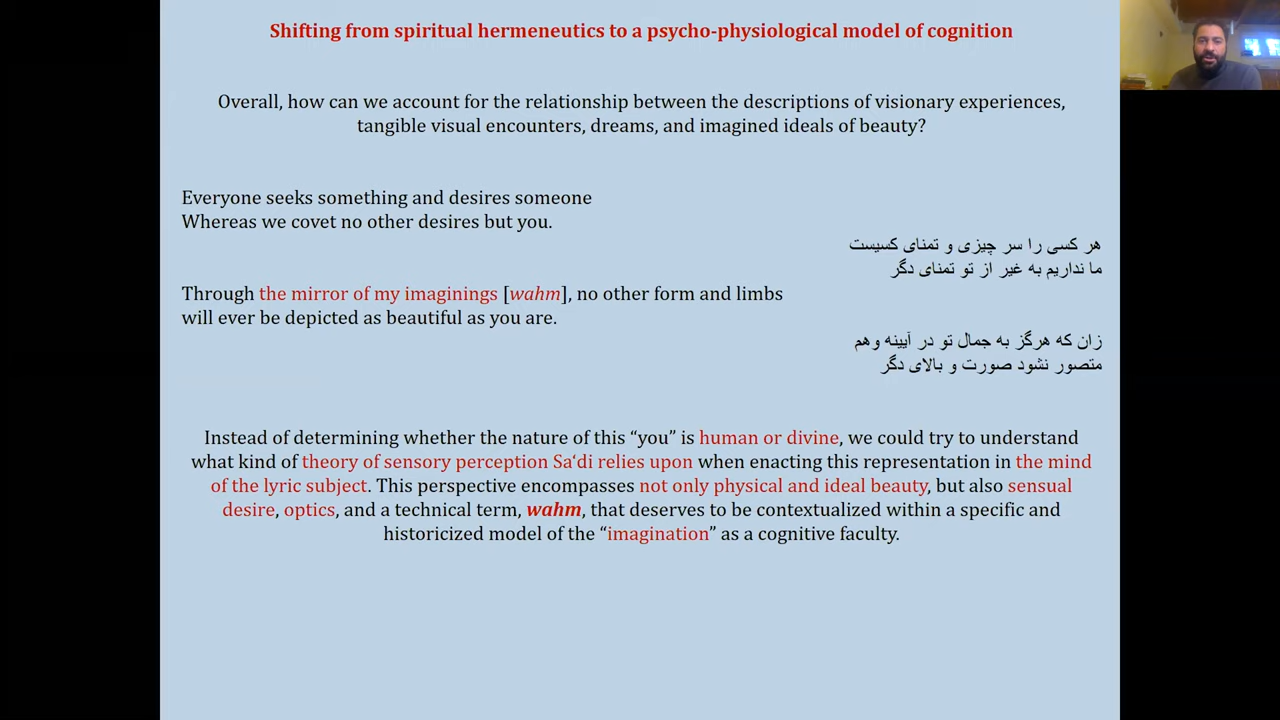 Shifting from spiritual hermeneutics to a psycho-physiological model of cognition
Overall, how can we account for the relationship between the descriptions of visionary experiences,
tangible visual encounters, dreams, and imagined ideals of beauty?
Everyone seeks something and desires someone
Whereas we covet no other desires but you.
هر کسی را سر چیزی و تمنای کسیست
ما نداریم به غیر از تو تمنای دگر
Through the mirror of my imaginings [wahm], no other form and limbs
will ever be depicted as beautiful as you are.
زان که هرگز به جمال تو در آیینه وهم
متصور نشود صورت و بالای دگر
Instead of determining whether the nature of this “you” is human or divine, we could try to understand
what kind of theory of sensory perception Sa‘di relies upon when enacting this representation in the mind
of the lyric subject. This perspective encompasses not only physical and ideal beauty, but also sensual
desire, optics, and a technical term, wahm, that deserves to be contextualized within a specific and
historicized model of the “imagination” as a cognitive faculty.